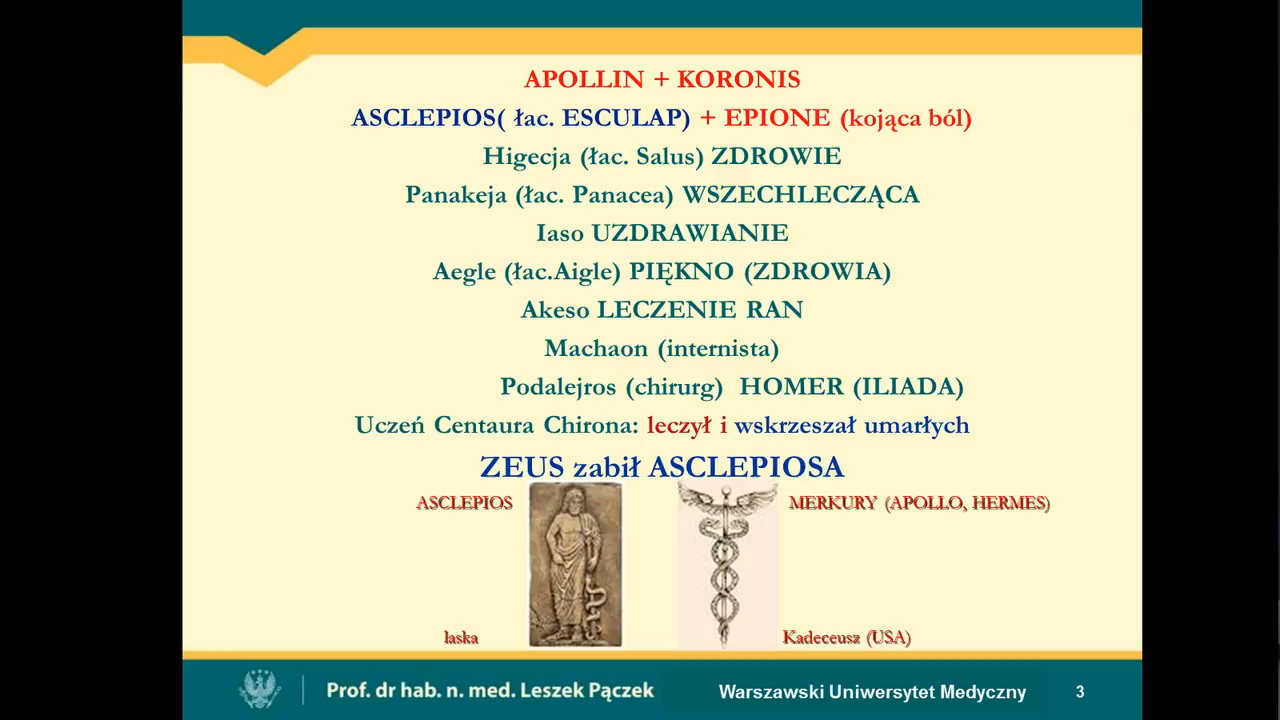 APOLLIN + KORONIS
ASCLEPIOS( łac. ESCULAP) + EPIONE (kojąca ból)
Higecja (łac. Salus) ZDROWIE
Panakeja (łac. Panacea) WSZECHLECZĄCA
Iaso UZDRAWIANIE
Aegle (łac.Aigle) PIĘKNO (ZDROWIA)
Akeso LECZENIE RAN
Machaon (internista)
Podalejros (chirurg) HOMER (ILIADA)
Uczeń Centaura Chirona: leczył i wskrzeszał umarłych
ZEUS zabił ASCLEPIOSA
ASCLEPIOS
MERKURY (APOLLO, HERMES)
laska
Kadeceusz (USA)
Prof. dr hab. n. med. Leszek Pączek
Warszawski Uniwersytet Medyczny
3